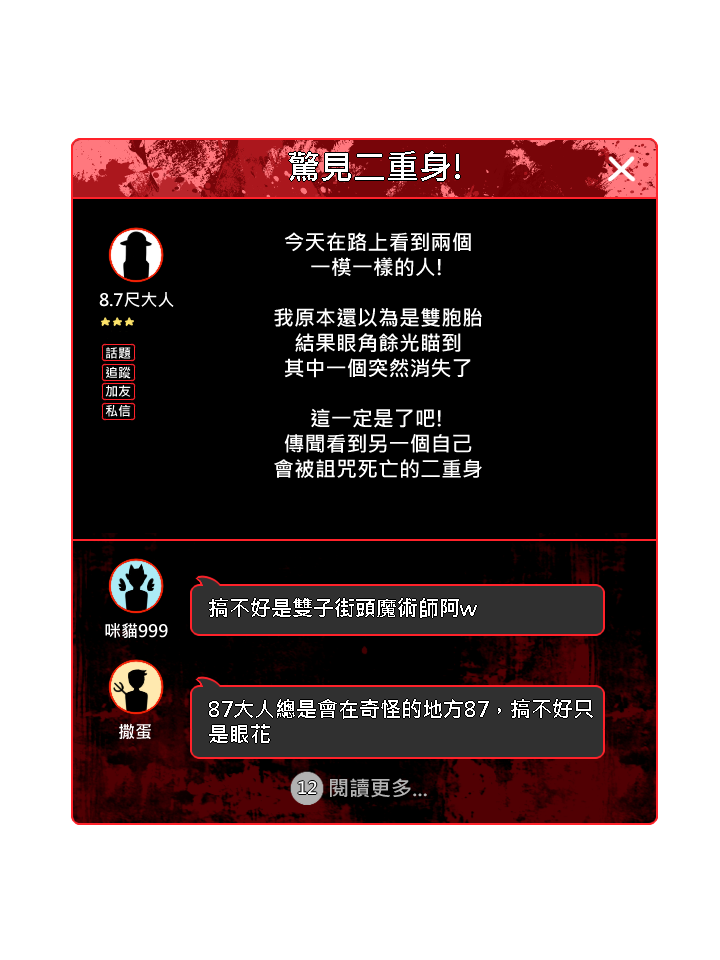 驚見二重身!
8.7尺大人
話題
追蹤
加友
私信
今天在路上看到兩個
一模一樣的人!
我原本還以為是雙胞胎
結果眼角餘光瞄到
其中一個突然消失了
這一定是了吧!
傳聞看到另一個自己
會被詛咒死亡的二重身
咪貓999
搞不好是雙子街頭魔術師阿w
撒蛋
87大人總是會在奇怪的地方87，搞不好只
是眼花
12 閱讀更多...